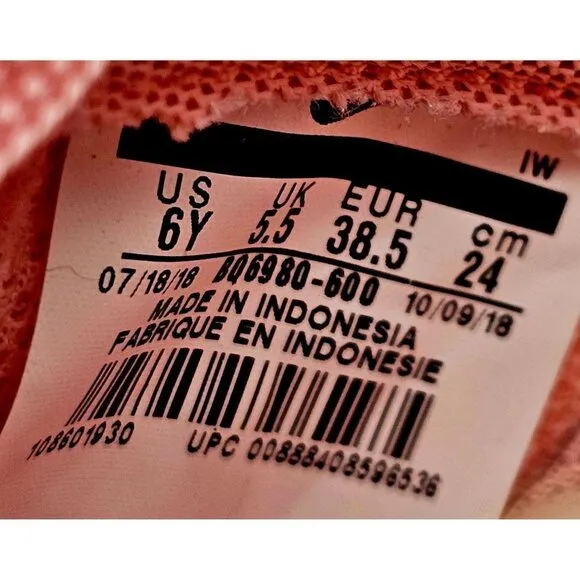 IW
US UK EUR cm
6Y 5.5 38.5 24
07/18/18 BQ6980-600 10/09/18
MADE IN INDONESIA
FABRIQUE EN INDONESIE
108601930 UPC 00888408596536